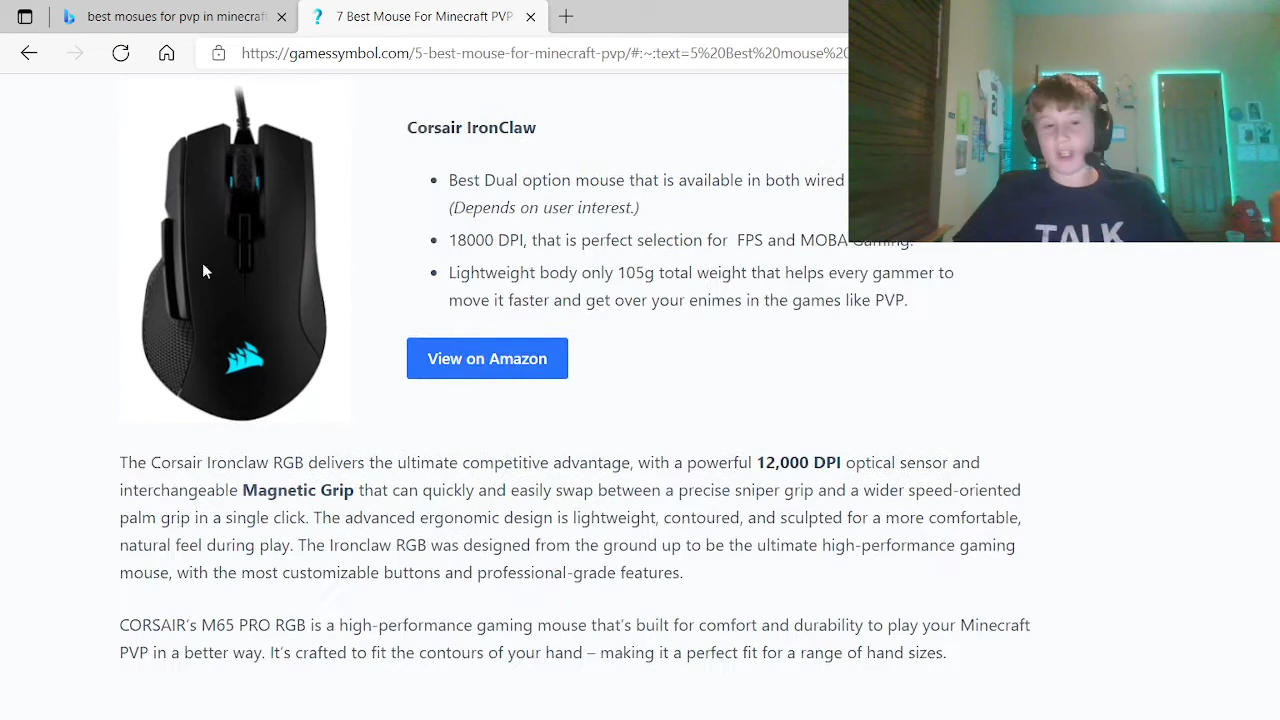 best mosues for pvp in minecraft
7 Best Mouse For Minecraft PVP
https://gamessymbol.com/5-best-mouse-for-minecraft-pvp/#:~:text=5%20Best%20mouse%20
Corsair IronClaw
Best Dual option mouse that is available in both wired
(Depends on user interest.)
18000 DPI, that is perfect selection for FPS and MOBA Gaming.
Lightweight body only 105g total weight that helps every gammer to
move it faster and get over your enimes in the games like PVP.
View on Amazon
The Corsair Ironclaw RGB delivers the ultimate competitive advantage, with a powerful 12,000 DPI optical sensor and
interchangeable Magnetic Grip that can quickly and easily swap between a precise sniper grip and a wider speed-oriented
palm grip in a single click. The advanced ergonomic design is lightweight, contoured, and sculpted for a more comfortable,
natural feel during play. The Ironclaw RGB was designed from the ground up to be the ultimate high-performance gaming
mouse, with the most customizable buttons and professional-grade features.
CORSAIR’s M65 PRO RGB is a high-performance gaming mouse that’s built for comfort and durability to play your Minecraft
PVP in a better way. It’s crafted to fit the contours of your hand – making it a perfect fit for a range of hand sizes.
TALK